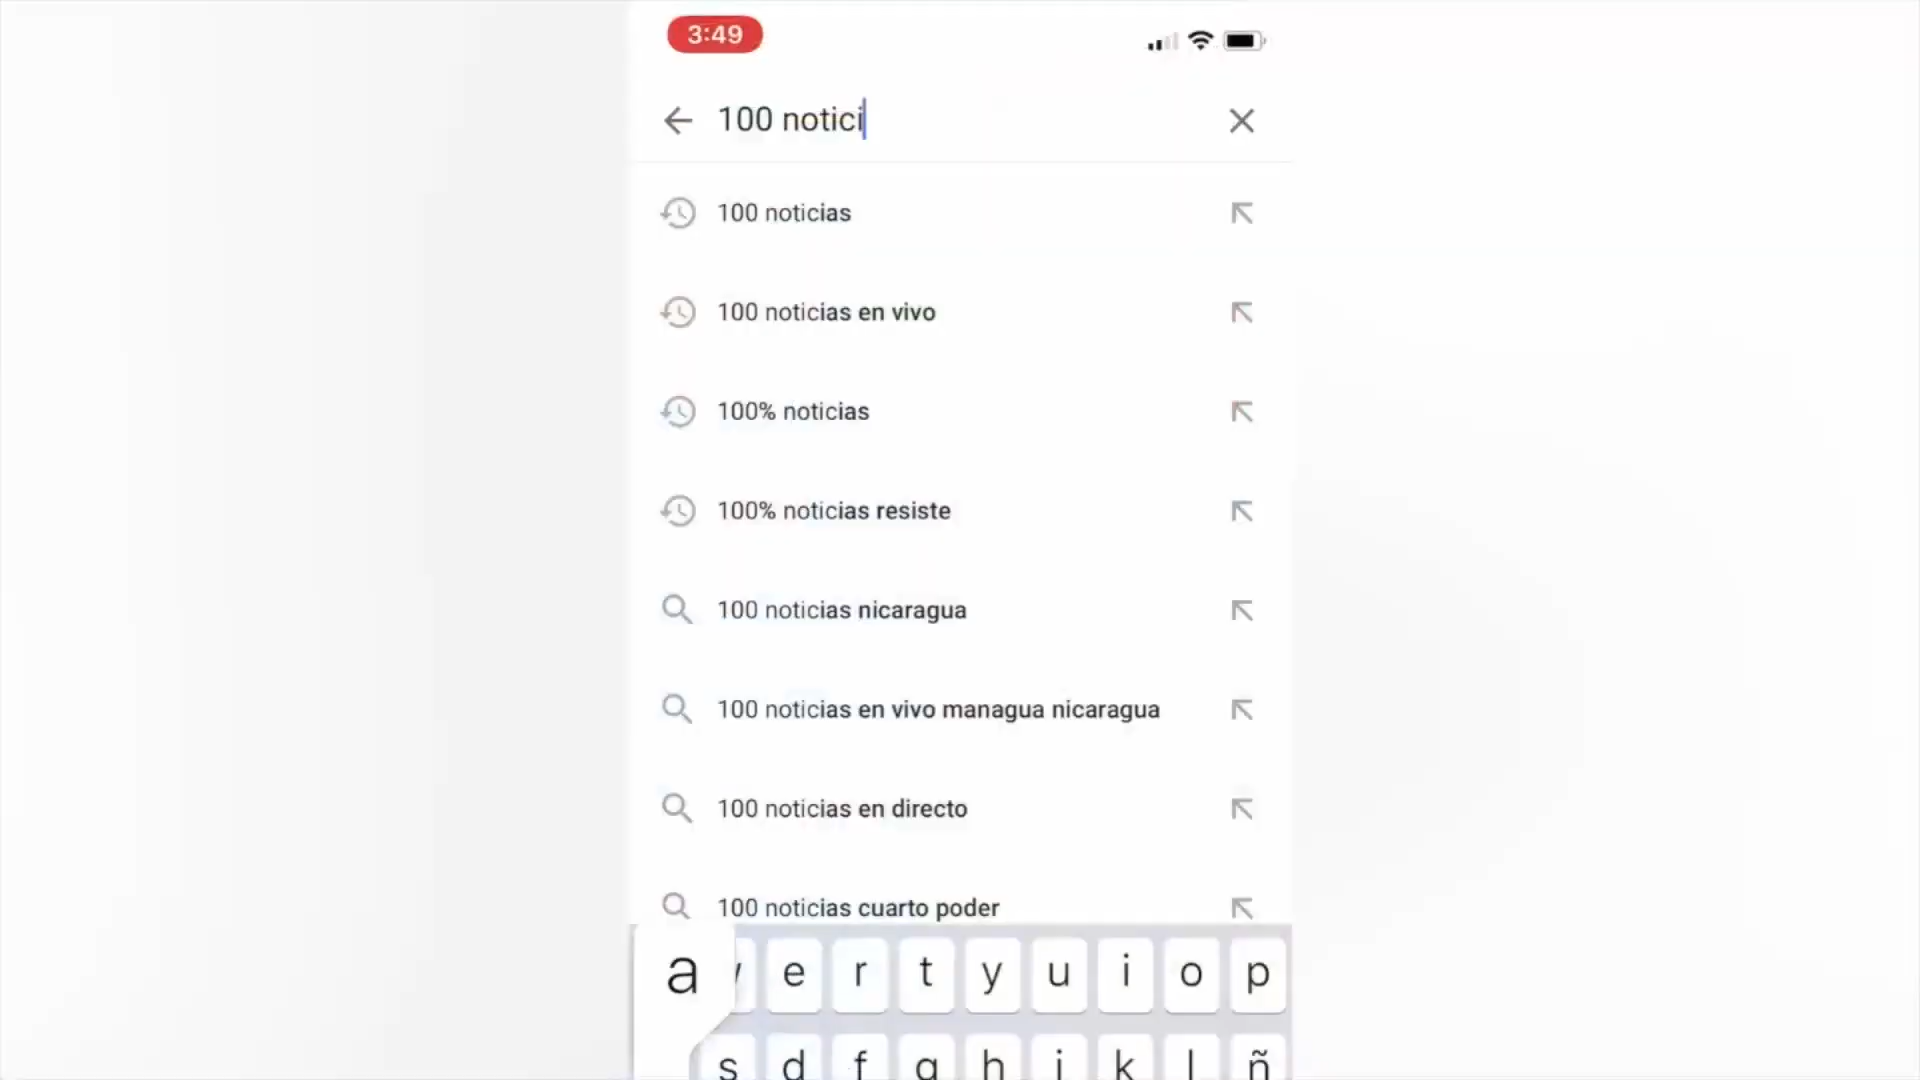 3:49
100 notici
100 noticias
100 noticias en vivo
100% noticias
100% noticias resiste
100 noticias nicaragua
100 noticias en vivo managua nicaragua
100 noticias en directo
100 noticias cuarto poder
a e r t y u i o p
s d f g h j k l ñ